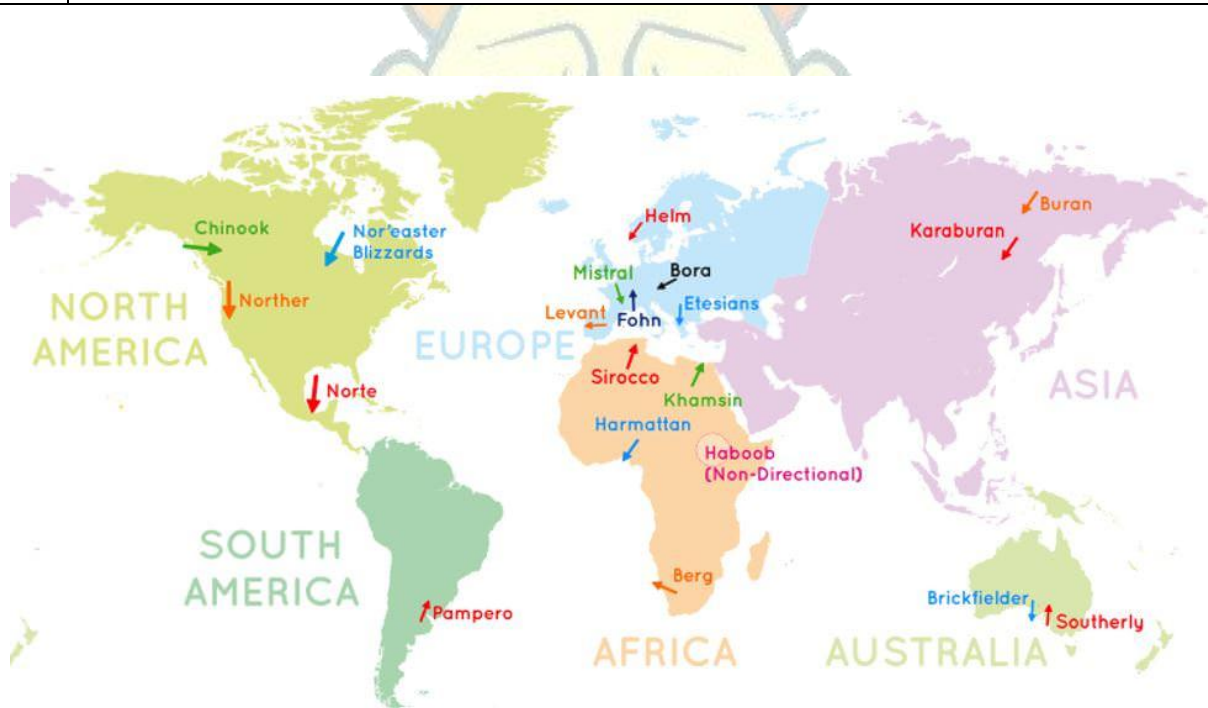 Chinook
Nor'easter
Blizzards
Norther
NORTH
AMERICA
Norte
SOUTH
AMERICA
Pampero
Helm
Mistral
Bora
Levant
Fohn
Etesians
EUROPE
Sirocco
Khamsin
Harmattan
Haboob
(Non-Directional)
Berg
AFRICA
Buran
Karaburan
ASIA
Brickfielder
Southerly
AUSTRALIA